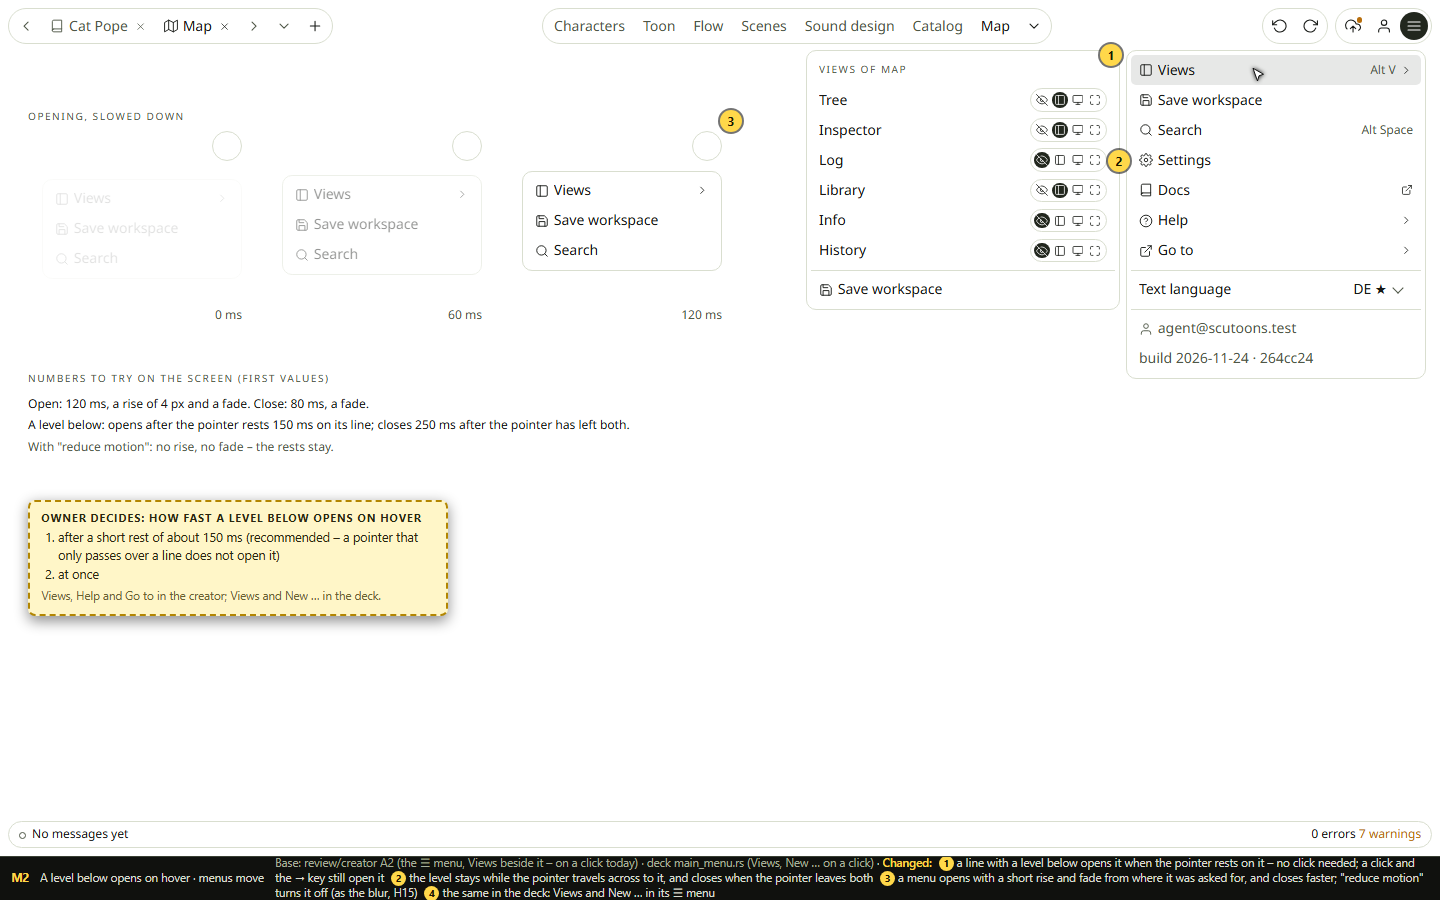 Cat Pope × Map ×
Characters Toon Flow Scenes Sound design Catalog Map
OPENING, SLOWED DOWN
Views
Save workspace
Search
0 ms
Views
Save workspace
Search
60 ms
3
Views
Save workspace
Search
120 ms
1
VIEWS OF MAP
Tree
Inspector
Log
Library
Info
History
Save workspace
2
Views Alt V
Save workspace
Search Alt Space
Settings
Docs
Help
Go to
Text language DE ★
agent@scutoons.test
build 2026-11-24 · 264cc24
NUMBERS TO TRY ON THE SCREEN (FIRST VALUES)
Open: 120 ms, a rise of 4 px and a fade. Close: 80 ms, a fade.
A level below: opens after the pointer rests 150 ms on its line; closes 250 ms after the pointer has left both.
With "reduce motion": no rise, no fade – the rests stay.
OWNER DECIDES: HOW FAST A LEVEL BELOW OPENS ON HOVER
1. after a short rest of about 150 ms (recommended – a pointer that
only passes over a line does not open it)
2. at once
Views, Help and Go to in the creator; Views and New ... in the deck.
No messages yet
0 errors 7 warnings
M2 A level below opens on hover · menus move
Base: review/creator A2 (the ☰ menu, Views beside it – on a click today) · deck main_menu.rs (Views, New ... on a click) · Changed: 1 a line with a level below opens it when the pointer rests on it – no click needed; a click and
the → key still open it 2 the level stays while the pointer travels across to it, and closes when the pointer leaves both 3 a menu opens with a short rise and fade from where it was asked for, and closes faster; "reduce motion"
turns it off (as the blur, H15) 4 the same in the deck: Views and New ... in its ☰ menu